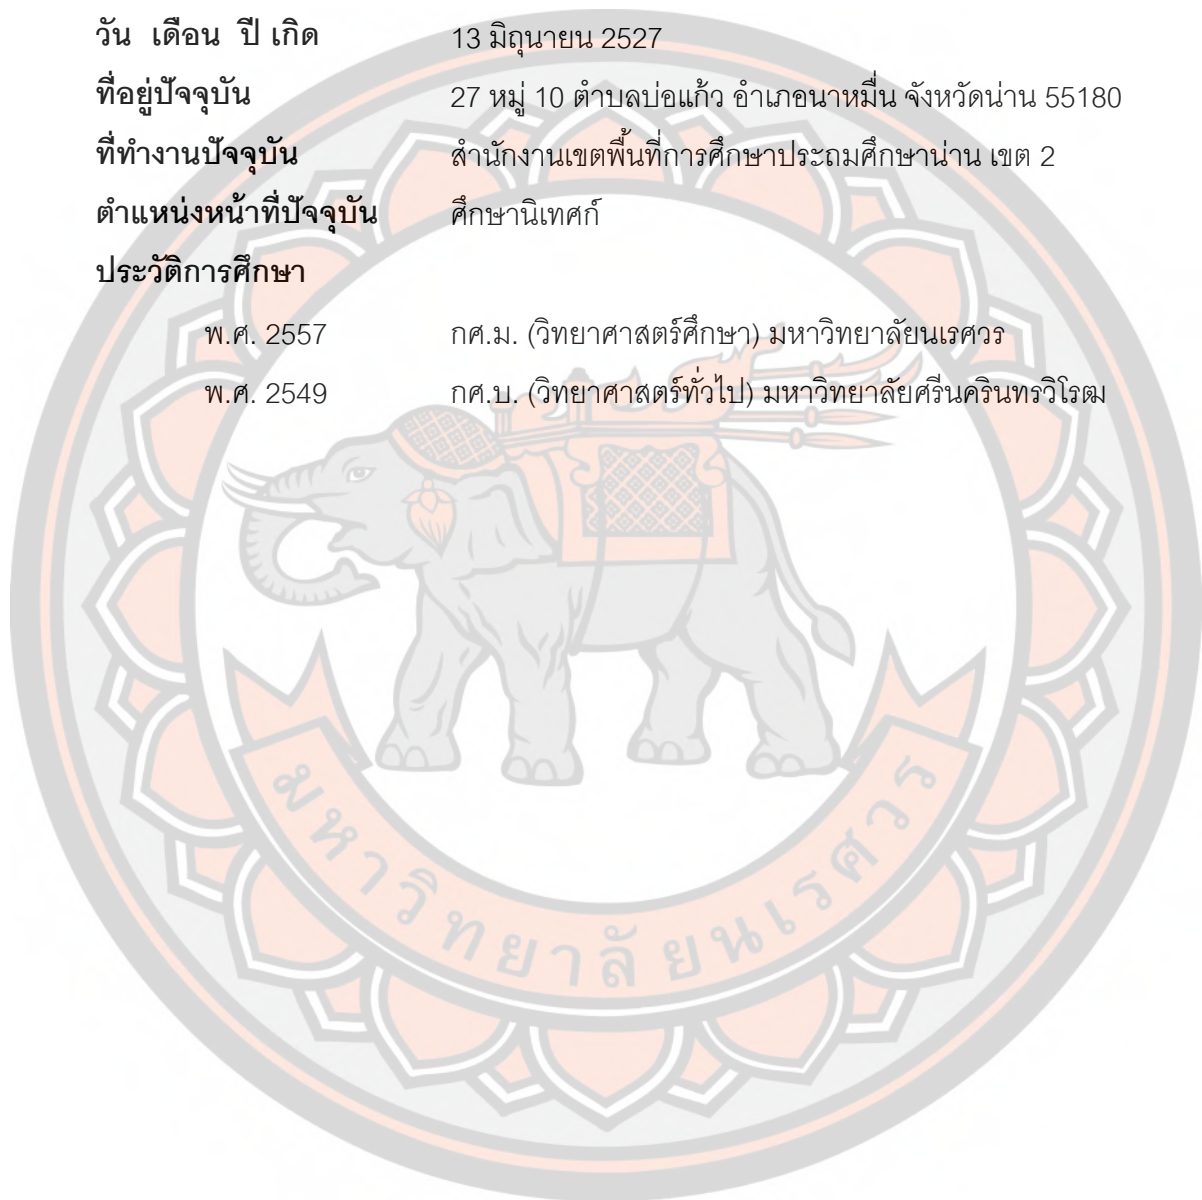 วัน เดือน ปี เกิด 13 มิถุนายน 2527
ที่อยู่ปัจจุบัน 27 หมู่ 10 ตำบลบ่อแก้ว อำเภอนาหมื่น จังหวัดน่าน 55180
ที่ทำงานปัจจุบัน สำนักงานเขตพื้นที่การศึกษาประถมศึกษาน่าน เขต 2
ตำแหน่งหน้าที่ปัจจุบัน ศึกษานิเทศก์
ประวัติการศึกษา
พ.ศ. 2557 กศ.ม. (วิทยาศาสตร์ศึกษา) มหาวิทยาลัยนเรศวร
พ.ศ. 2549 กศ.บ. (วิทยาศาสตร์ทั่วไป) มหาวิทยาลัยศรีนครินทรวิโรฒ
มหาวิทยาลัยนเรศวร